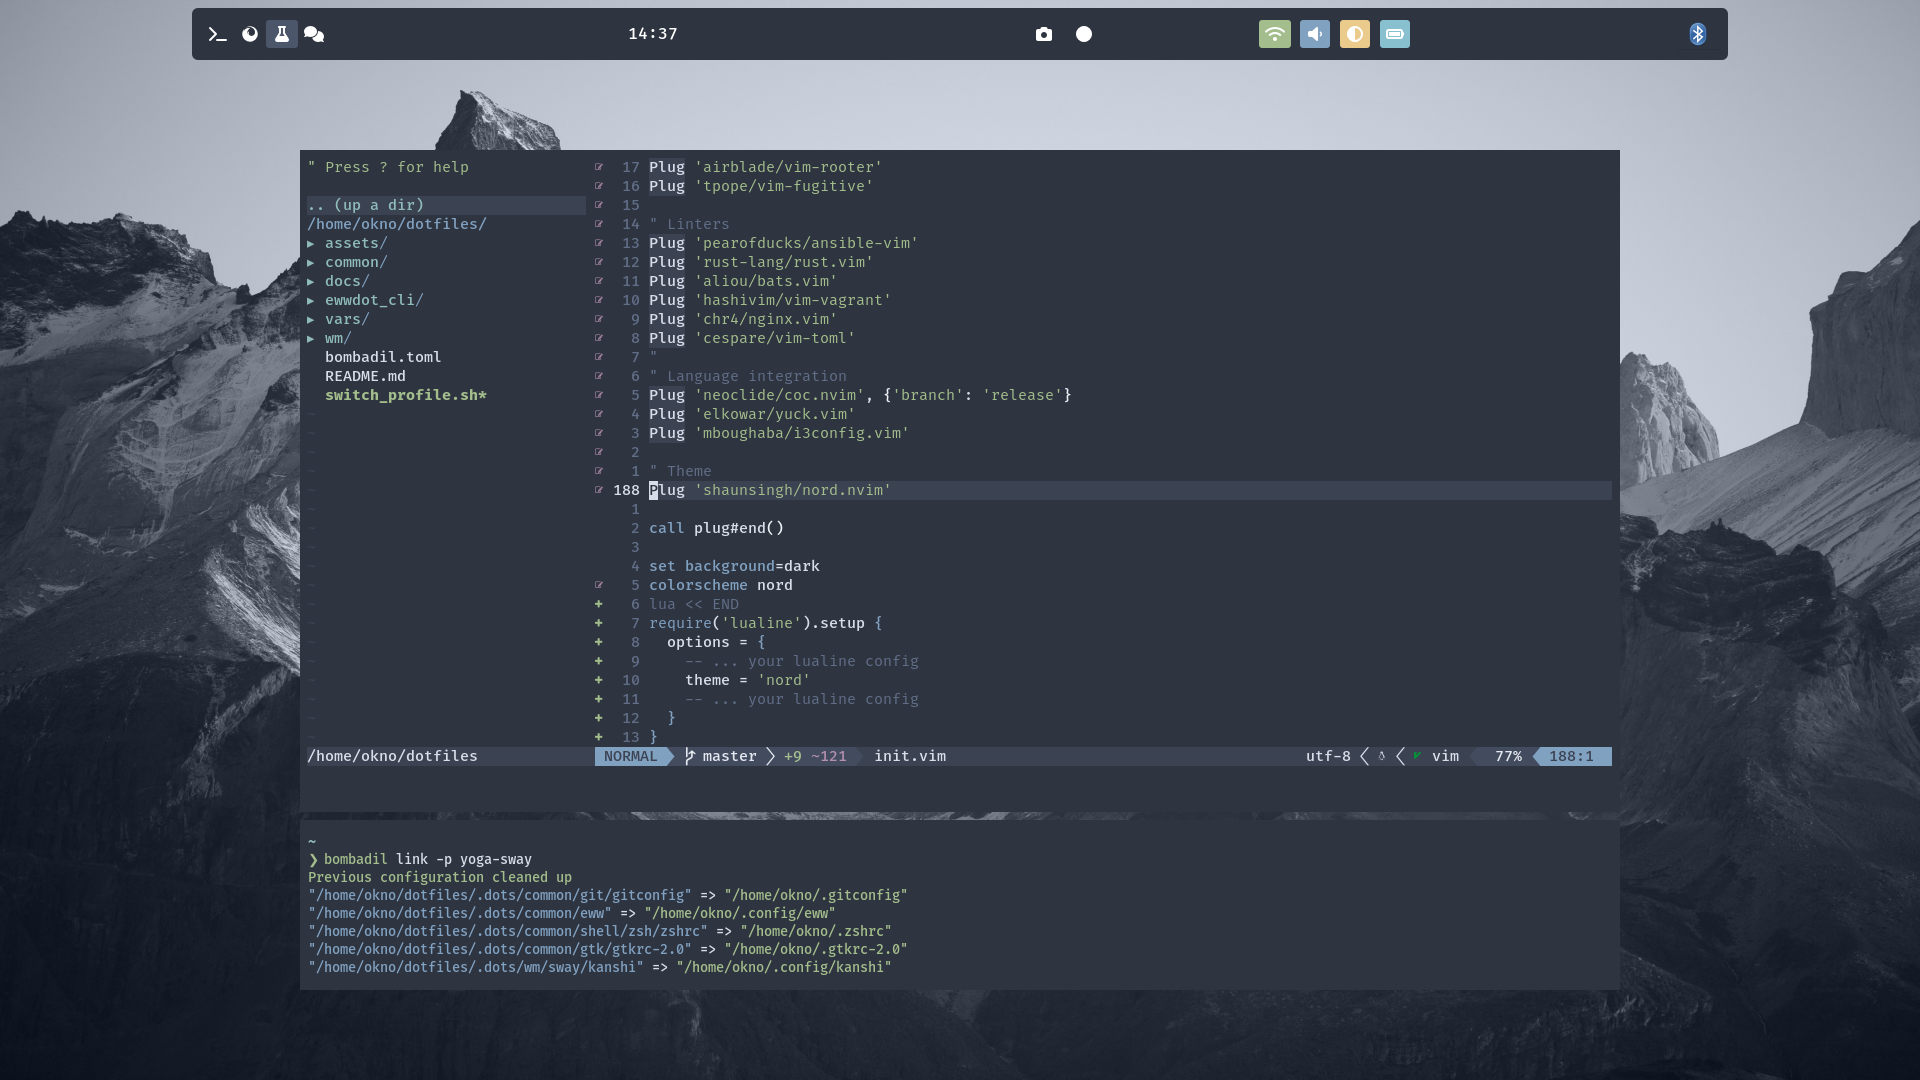 14:37
" Press ? for help
.. (up a dir)
/home/okno/dotfiles/
▸ assets/
▸ common/
▸ docs/
▸ ewwdot_cli/
▸ vars/
▸ wm/
bombadil.toml
README.md
switch_profile.sh*
/home/okno/dotfiles
17 Plug 'airblade/vim-rooter'
16 Plug 'tpope/vim-fugitive'
15
14 " Linters
13 Plug 'pearofducks/ansible-vim'
12 Plug 'rust-lang/rust.vim'
11 Plug 'aliou/bats.vim'
10 Plug 'hashivim/vim-vagrant'
9 Plug 'chr4/nginx.vim'
8 Plug 'cespare/vim-toml'
7 "
6 " Language integration
5 Plug 'neoclide/coc.nvim', {'branch': 'release'}
4 Plug 'elkowar/yuck.vim'
3 Plug 'mboughaba/i3config.vim'
2
1 " Theme
188 Plug 'shaunsingh/nord.nvim'
1
2 call plug#end()
3
4 set background=dark
5 colorscheme nord
+ 6 lua << END
+ 7 require('lualine').setup {
+ 8 options = {
+ 9 -- ... your lualine config
+ 10 theme = 'nord'
+ 11 -- ... your lualine config
+ 12 }
+ 13 }
NORMAL master +9 ~121 init.vim utf-8 vim 77% 188:1
~
❯ bombadil link -p yoga-sway
Previous configuration cleaned up
"/home/okno/dotfiles/.dots/common/git/gitconfig" => "/home/okno/.gitconfig"
"/home/okno/dotfiles/.dots/common/eww" => "/home/okno/.config/eww"
"/home/okno/dotfiles/.dots/common/shell/zsh/zshrc" => "/home/okno/.zshrc"
"/home/okno/dotfiles/.dots/common/gtk/gtkrc-2.0" => "/home/okno/.gtkrc-2.0"
"/home/okno/dotfiles/.dots/wm/sway/kanshi" => "/home/okno/.config/kanshi"